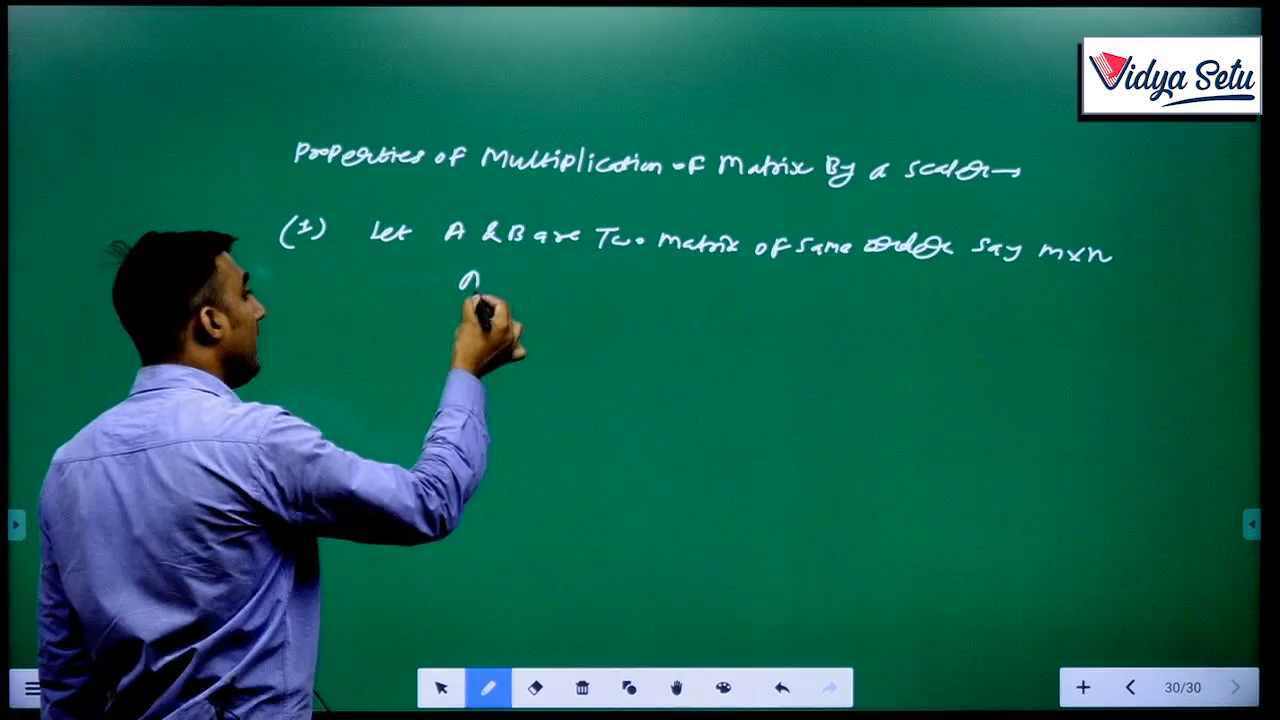 Vidya Setu
Properties of Multiplication of Matrix By a scalar→
(1) Let A & B are Two Matrix of same order say m×n
30/30